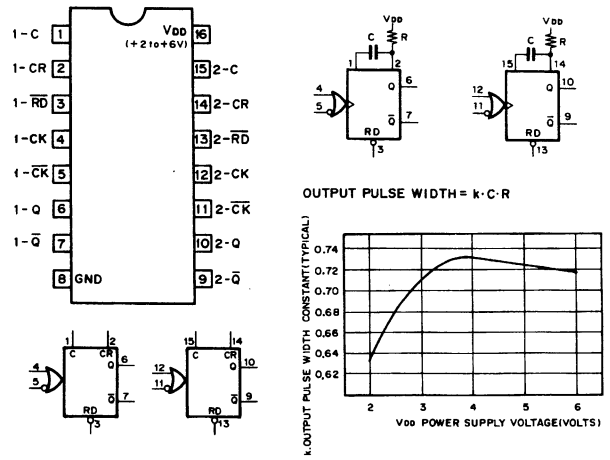 1-C 1
1-CR 2
1-R̅D̅ 3
1-CK 4
1-C̅K̅ 5
1-Q 6
1-Q̅ 7
8 GND
VDD 16
(+2 to+6V)
15 2-C
14 2-CR
13 2-R̅D̅
12 2-CK
11 2-C̅K̅
10 2-Q
9 2-Q̅
VDD
C R
1 2
4
5
Q 6
Q̅ 7
RD
3
VDD
C R
15 14
12
11
Q 10
Q̅ 9
RD
13
OUTPUT PULSE WIDTH = k·C·R
k.OUTPUT PULSE WIDTH CONSTANT(TYPICAL)
0,74
0,72
0,70
0,68
0,66
0,64
0,62
2 3 4 5 6
VDD POWER SUPPLY VOLTAGE(VOLTS)
1 2
C CR
4
5
Q 6
Q̅ 7
RD
3
15 14
C CR
12
11
Q 10
Q̅ 9
RD
13